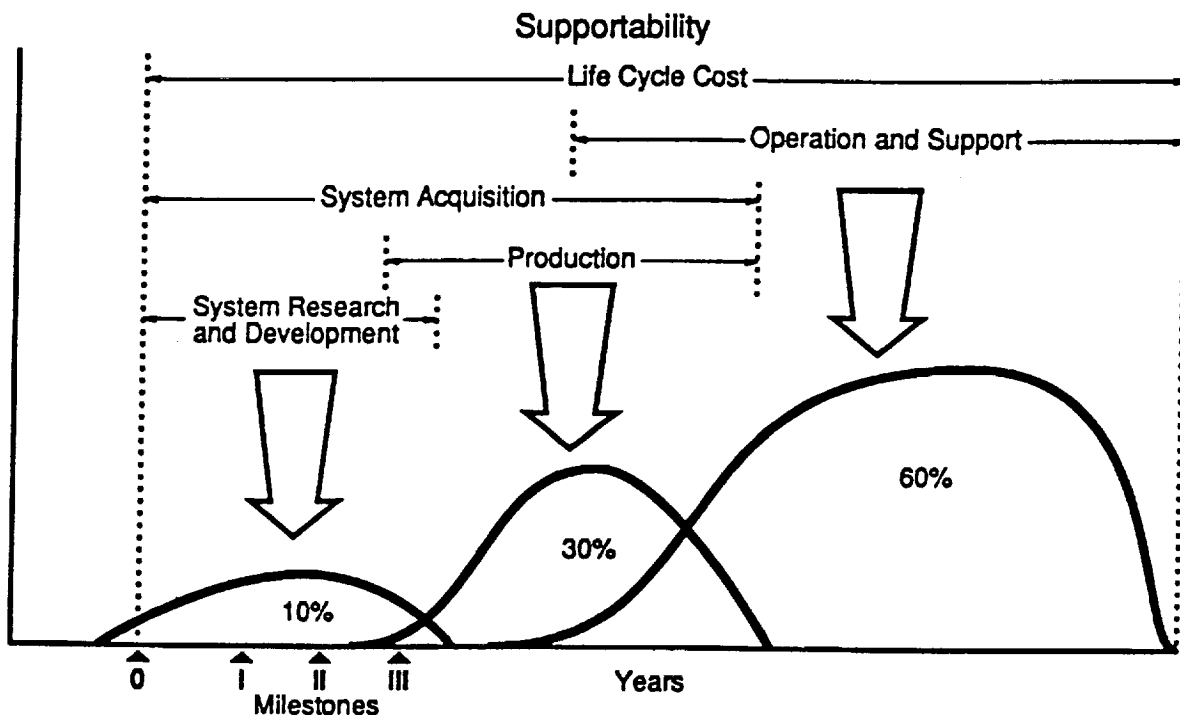 Supportability
Life Cycle Cost
Operation and Support
System Acquisition
Production
System Research
and Development
60%
30%
10%
0 I II III Years
Milestones